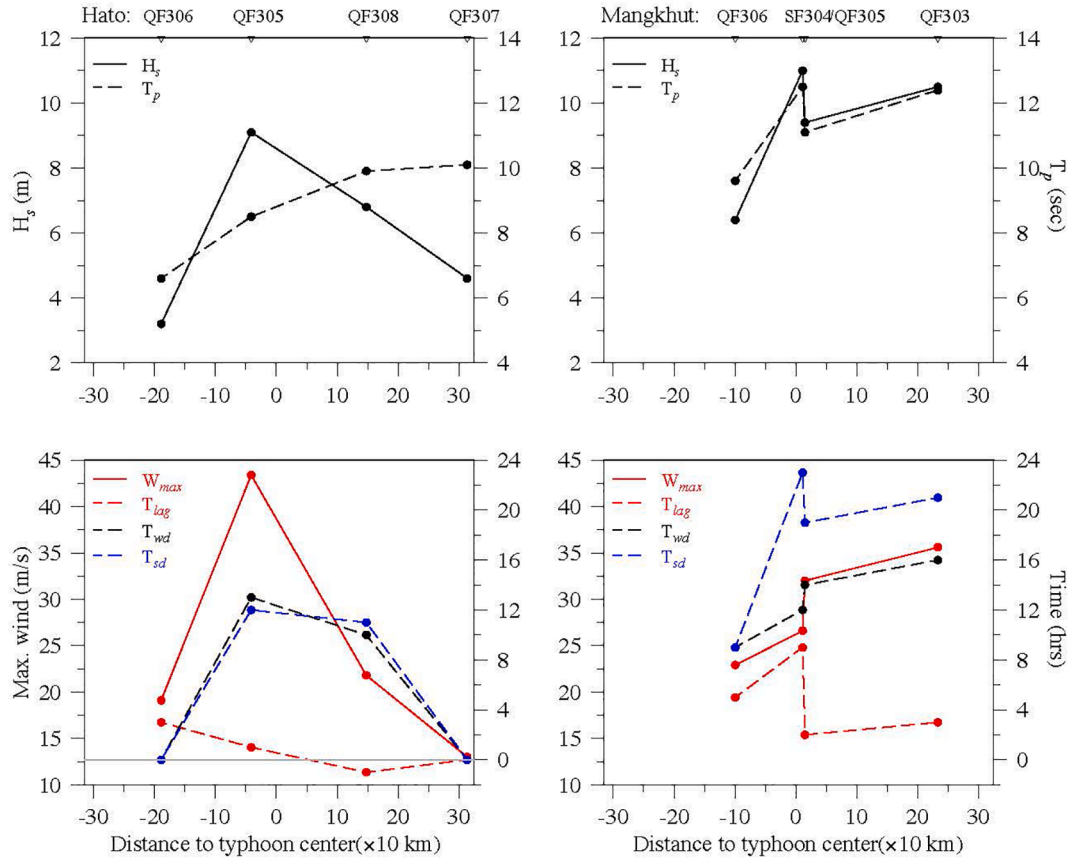 Hato: QF306 QF305 QF308 QF307
Mangkhut: QF306 SF304/QF305 QF303
12 14 12 14
H_s H_s
T_p T_p
10 12 10 12
8 10 8 10
H_s (m) T_p (sec)
6 8 6 8
4 6 4 6
2 4 2 4
-30 -20 -10 0 10 20 30 -30 -20 -10 0 10 20 30
45 24 45 24
W_max W_max
T_lag T_lag
T_wd T_wd
T_sd T_sd
40 20 40 20
35 16 35 16
30 12 30 12
Max. wind (m/s) Time (hrs)
25 8 25 8
20 4 20 4
15 0 15 0
10 10
-30 -20 -10 0 10 20 30 -30 -20 -10 0 10 20 30
Distance to typhoon center(×10 km) Distance to typhoon center(×10 km)